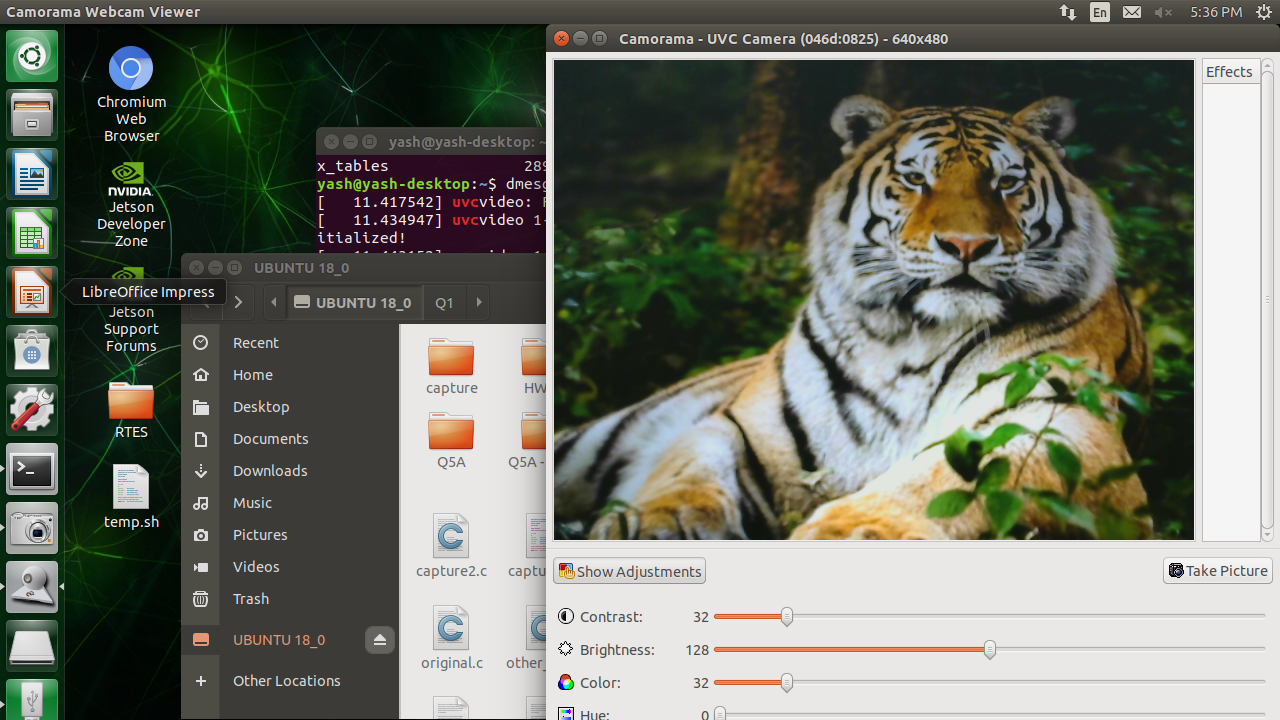 Camorama Webcam Viewer
En
5:36 PM
Chromium
Web
Browser
NVIDIA.
Jetson
Developer
Zone
LibreOffice Impress
Jetson
Support
Forums
RTES
temp.sh
yash@yash-desktop: ~
x_tables 289
yash@yash-desktop:~$ dmesg
[ 11.417542] uvcvideo:
[ 11.434947] uvcvideo 1-
itialized!
UBUNTU 18_0
UBUNTU 18_0
Q1
Recent
Home
Desktop
Documents
Downloads
Music
Pictures
Videos
Trash
UBUNTU 18_0
Other Locations
capture
HW
Q5A
Q5A -
capture2.c
captu
original.c
other_
Camorama - UVC Camera (046d:0825) - 640x480
Effects
Show Adjustments
Take Picture
Contrast: 32
Brightness: 128
Color: 32
Hue: 0